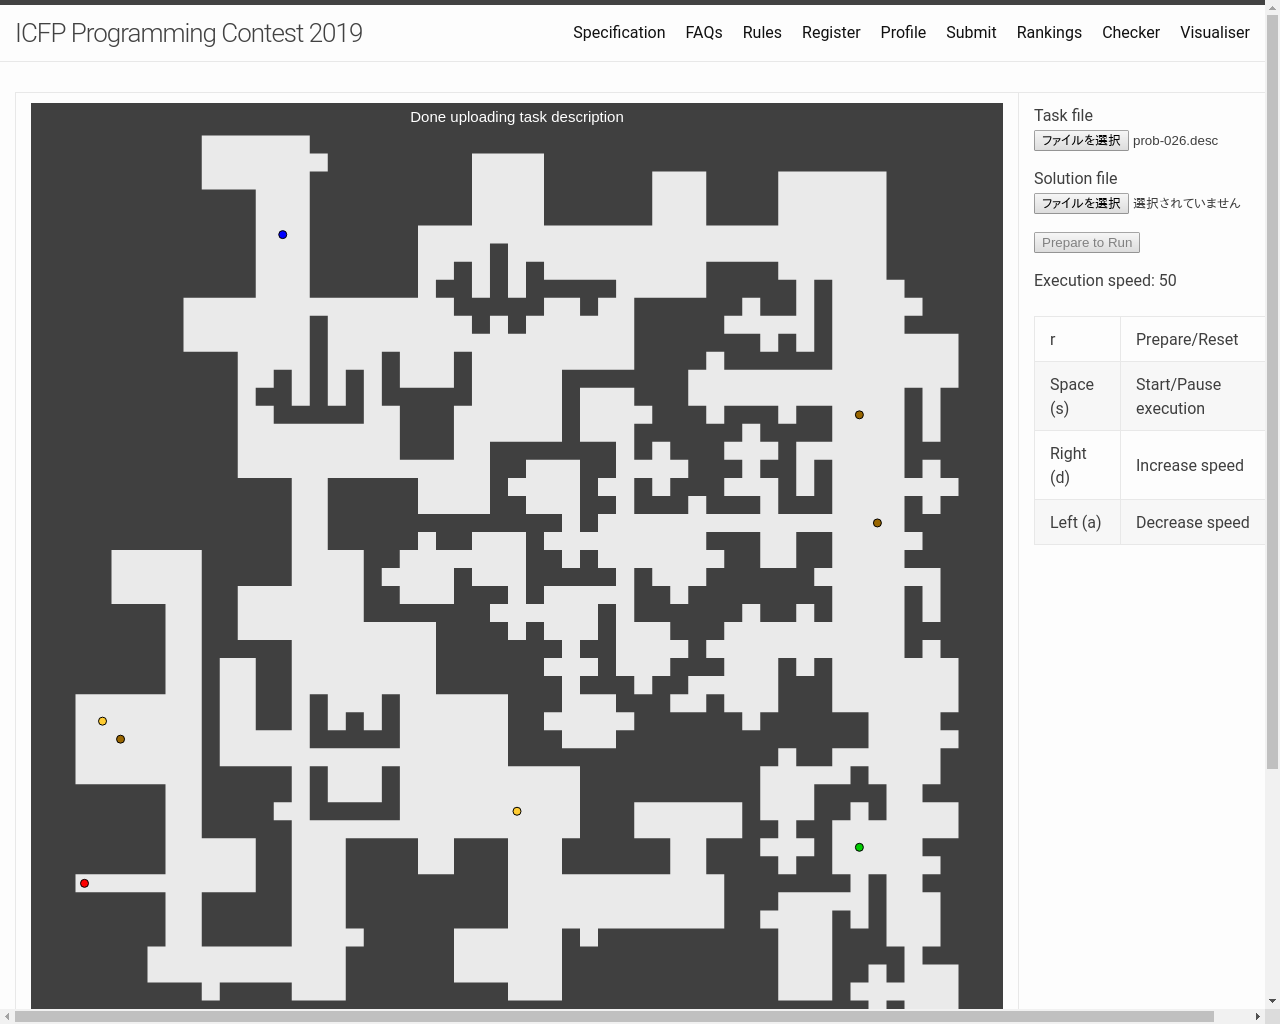 ICFP Programming Contest 2019
Specification FAQs Rules Register Profile Submit Rankings Checker Visualiser
Done uploading task description
Task file
ファイルを選択 prob-026.desc
Solution file
ファイルを選択 選択されていません
Prepare to Run
Execution speed: 50
r Prepare/Reset
Space (s) Start/Pause execution
Right (d) Increase speed
Left (a) Decrease speed